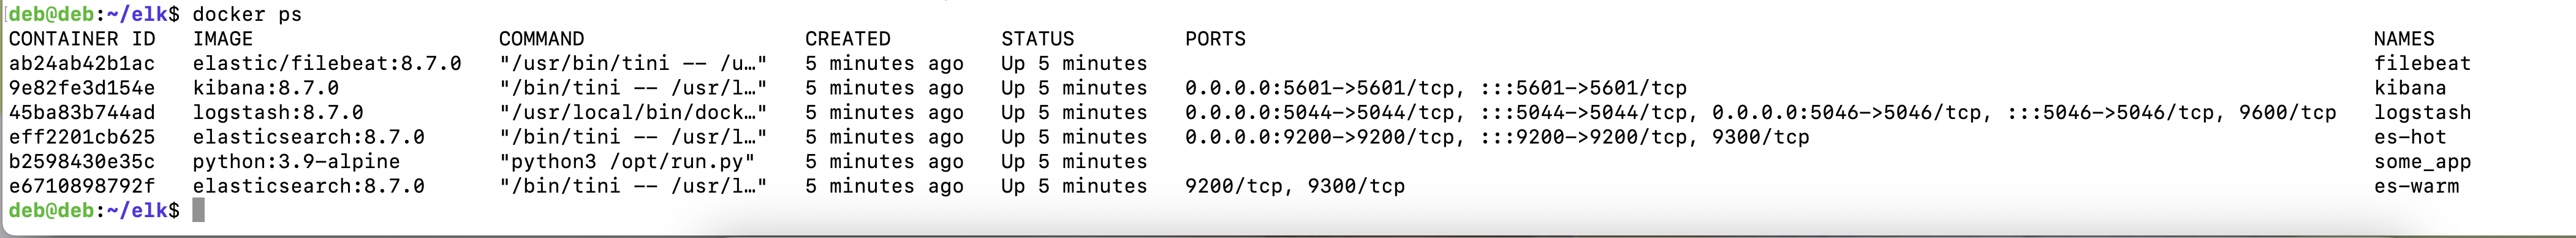 deb@deb:~/elk$ docker ps
CONTAINER ID   IMAGE                    COMMAND                  CREATED         STATUS         PORTS                                                                                            NAMES
ab24ab42b1ac   elastic/filebeat:8.7.0   "/usr/bin/tini -- /u…"   5 minutes ago   Up 5 minutes                                                                                                    filebeat
9e82fe3d154e   kibana:8.7.0             "/bin/tini -- /usr/l…"   5 minutes ago   Up 5 minutes   0.0.0.0:5601->5601/tcp, :::5601->5601/tcp                                                        kibana
45ba83b744ad   logstash:8.7.0           "/usr/local/bin/dock…"   5 minutes ago   Up 5 minutes   0.0.0.0:5044->5044/tcp, :::5044->5044/tcp, 0.0.0.0:5046->5046/tcp, :::5046->5046/tcp, 9600/tcp   logstash
eff2201cb625   elasticsearch:8.7.0      "/bin/tini -- /usr/l…"   5 minutes ago   Up 5 minutes   0.0.0.0:9200->9200/tcp, :::9200->9200/tcp, 9300/tcp                                              es-hot
b2598430e35c   python:3.9-alpine        "python3 /opt/run.py"    5 minutes ago   Up 5 minutes                                                                                                    some_app
e6710898792f   elasticsearch:8.7.0      "/bin/tini -- /usr/l…"   5 minutes ago   Up 5 minutes   9200/tcp, 9300/tcp                                                                               es-warm
deb@deb:~/elk$